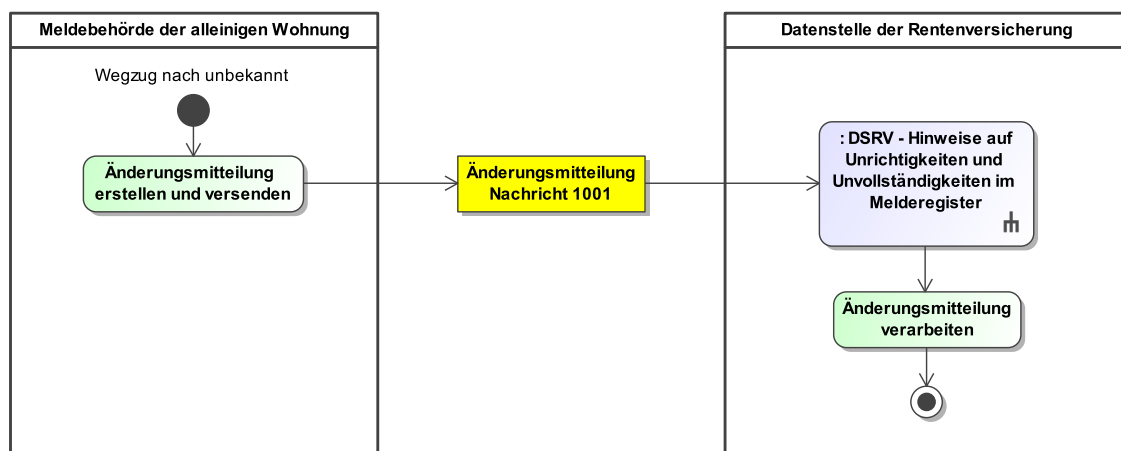 Meldebehörde der alleinigen Wohnung
Datenstelle der Rentenversicherung
Wegzug nach unbekannt
Änderungsmitteilung
erstellen und versenden
Änderungsmitteilung
Nachricht 1001
: DSRV - Hinweise auf
Unrichtigkeiten und
Unvollständigkeiten im
Melderegister
Änderungsmitteilung
verarbeiten